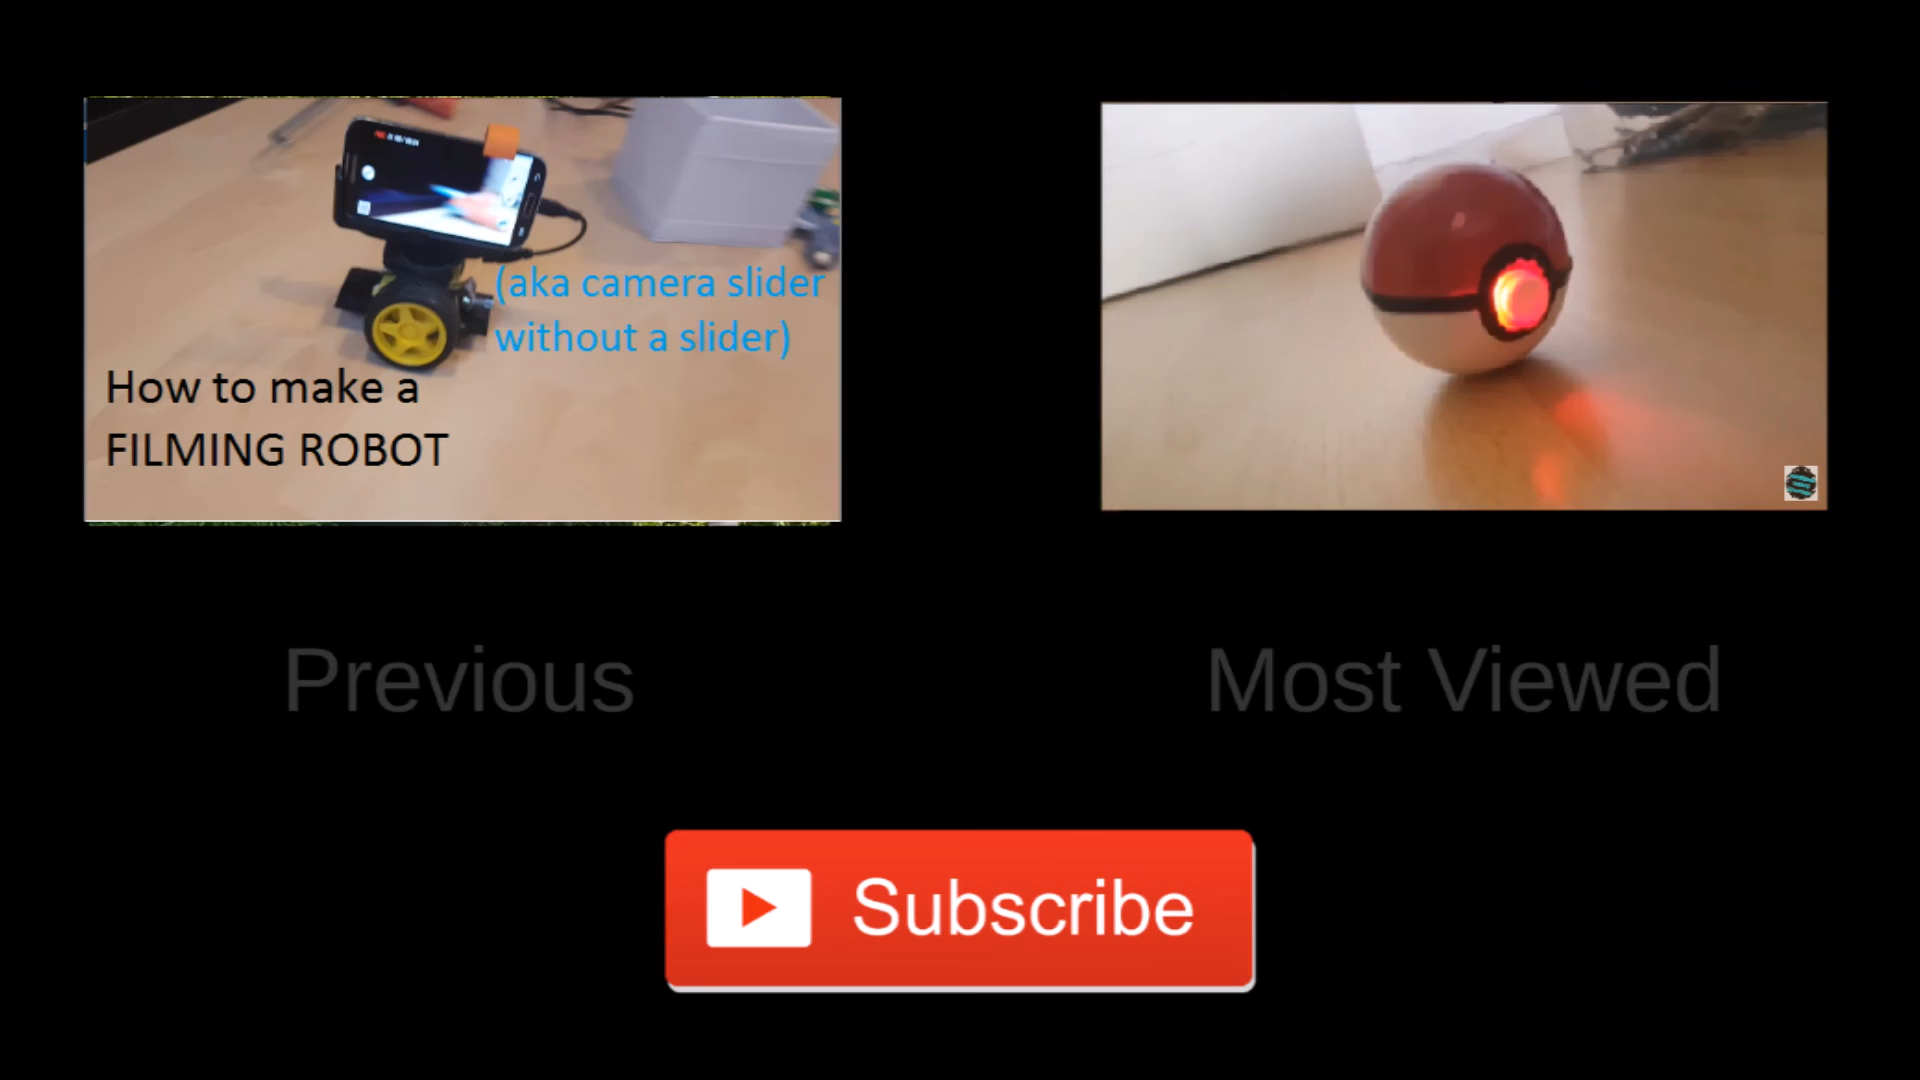 (aka camera slider
without a slider)
How to make a
FILMING ROBOT
Previous
Most Viewed
Subscribe